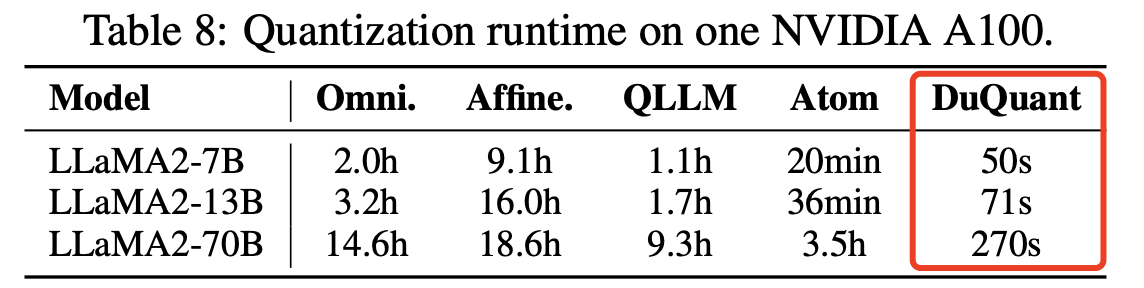 Table 8: Quantization runtime on one NVIDIA A100.
Model Omni. Affine. QLLM Atom DuQuant
LLaMA2-7B 2.0h 9.1h 1.1h 20min 50s
LLaMA2-13B 3.2h 16.0h 1.7h 36min 71s
LLaMA2-70B 14.6h 18.6h 9.3h 3.5h 270s